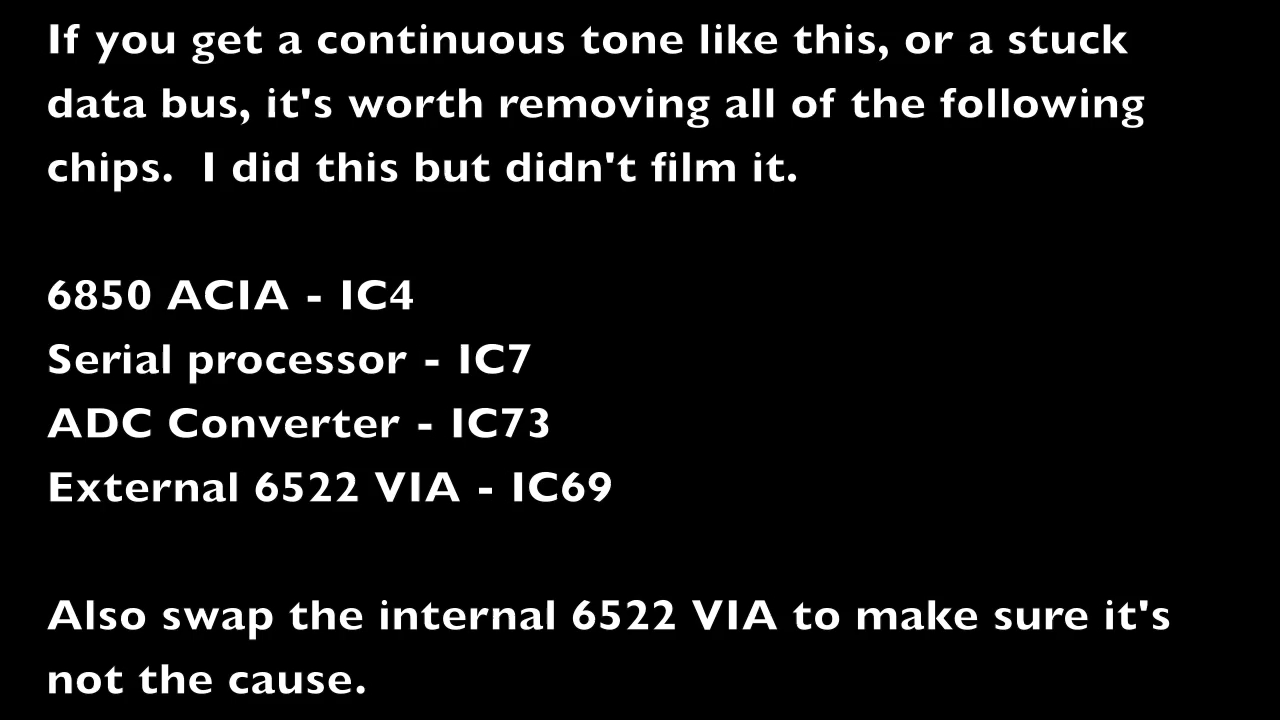 If you get a continuous tone like this, or a stuck
data bus, it's worth removing all of the following
chips.  I did this but didn't film it.
6850 ACIA - IC4
Serial processor - IC7
ADC Converter - IC73
External 6522 VIA - IC69
Also swap the internal 6522 VIA to make sure it's
not the cause.